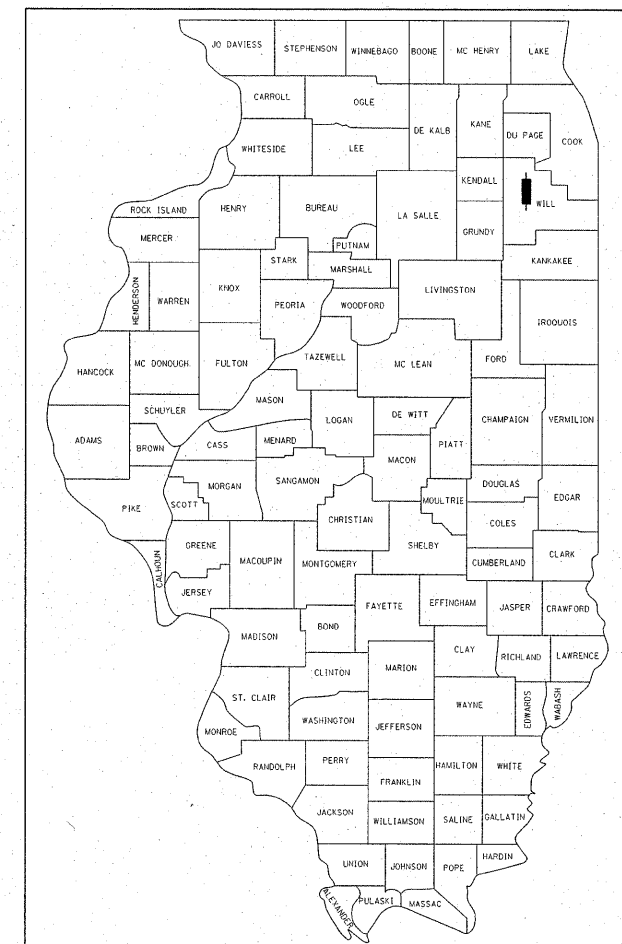 JO DAVIESS STEPHENSON WINNEBAGO BOONE MC HENRY LAKE
CARROLL OGLE DE KALB KANE DU PAGE COOK
WHITESIDE LEE KENDALL WILL
ROCK ISLAND HENRY BUREAU LA SALLE GRUNDY
MERCER PUTNAM KANKAKEE
STARK MARSHALL
HENDERSON WARREN KNOX PEORIA WOODFORD LIVINGSTON IROQUOIS
HANCOCK MC DONOUGH FULTON TAZEWELL MC LEAN FORD
SCHUYLER MASON LOGAN DE WITT CHAMPAIGN VERMILION
ADAMS BROWN CASS MENARD MACON PIATT
MORGAN SANGAMON DOUGLAS EDGAR
PIKE SCOTT CHRISTIAN MOULTRIE COLES
CALHOUN GREENE MACOUPIN MONTGOMERY SHELBY CUMBERLAND CLARK
JERSEY FAYETTE EFFINGHAM JASPER CRAWFORD
MADISON BOND CLAY RICHLAND LAWRENCE
CLINTON MARION
ST. CLAIR WASHINGTON JEFFERSON WAYNE EDWARDS WABASH
MONROE
RANDOLPH PERRY FRANKLIN HAMILTON WHITE
JACKSON WILLIAMSON SALINE GALLATIN
UNION JOHNSON POPE HARDIN
ALEXANDER PULASKI MASSAC